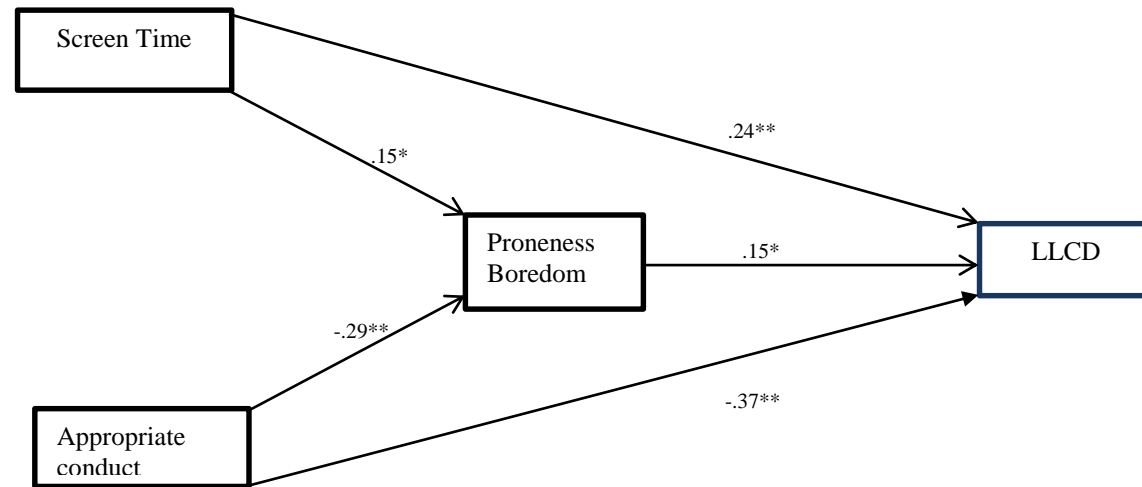 Screen Time
.24**
.15*
Proneness
Boredom
.15*
LLCD
-.29**
-.37**
Appropriate
conduct